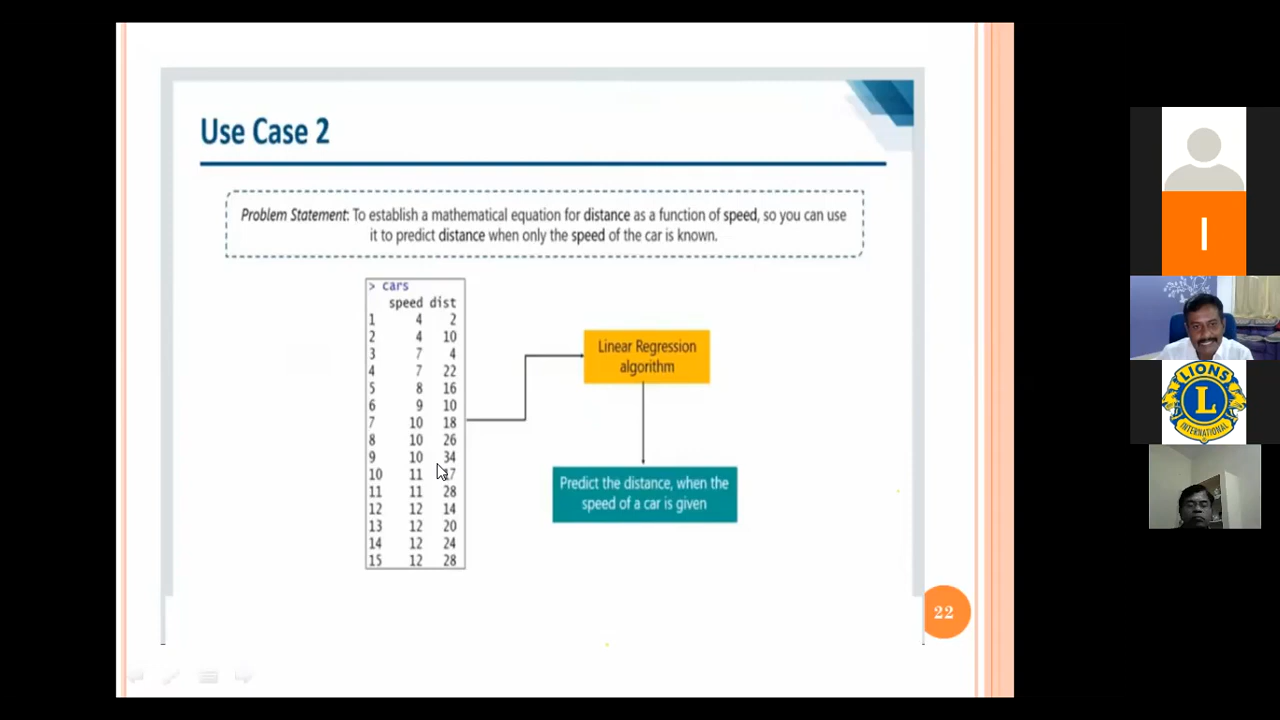 Use Case 2
Problem Statement: To establish a mathematical equation for distance as a function of speed, so you can use
it to predict distance when only the speed of the car is known.
> cars
speed dist
1 4 2
2 4 10
3 7 4
4 7 22
5 8 16
6 9 10
7 10 18
8 10 26
9 10 34
10 11 17
11 11 28
12 12 14
13 12 20
14 12 24
15 12 28
Linear Regression
algorithm
Predict the distance, when the
speed of a car is given
22
I
LIONS
L
INTERNATIONAL